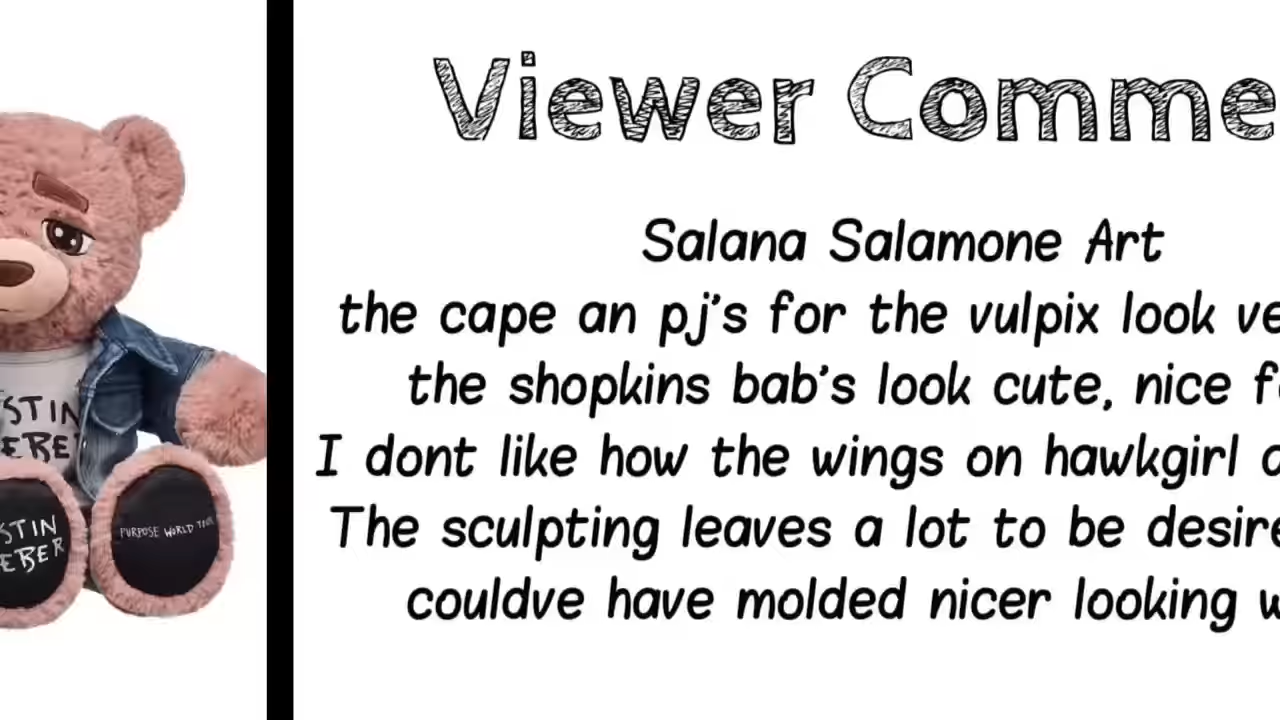 Viewer Comme
Salana Salamone Art
the cape an pj's for the vulpix look ve
the shopkins bab's look cute, nice f
I dont like how the wings on hawkgirl
The sculpting leaves a lot to be desire
couldve have molded nicer looking w
STIN
EBE
STIN
EBER
PURPOSE WORLD TOUR